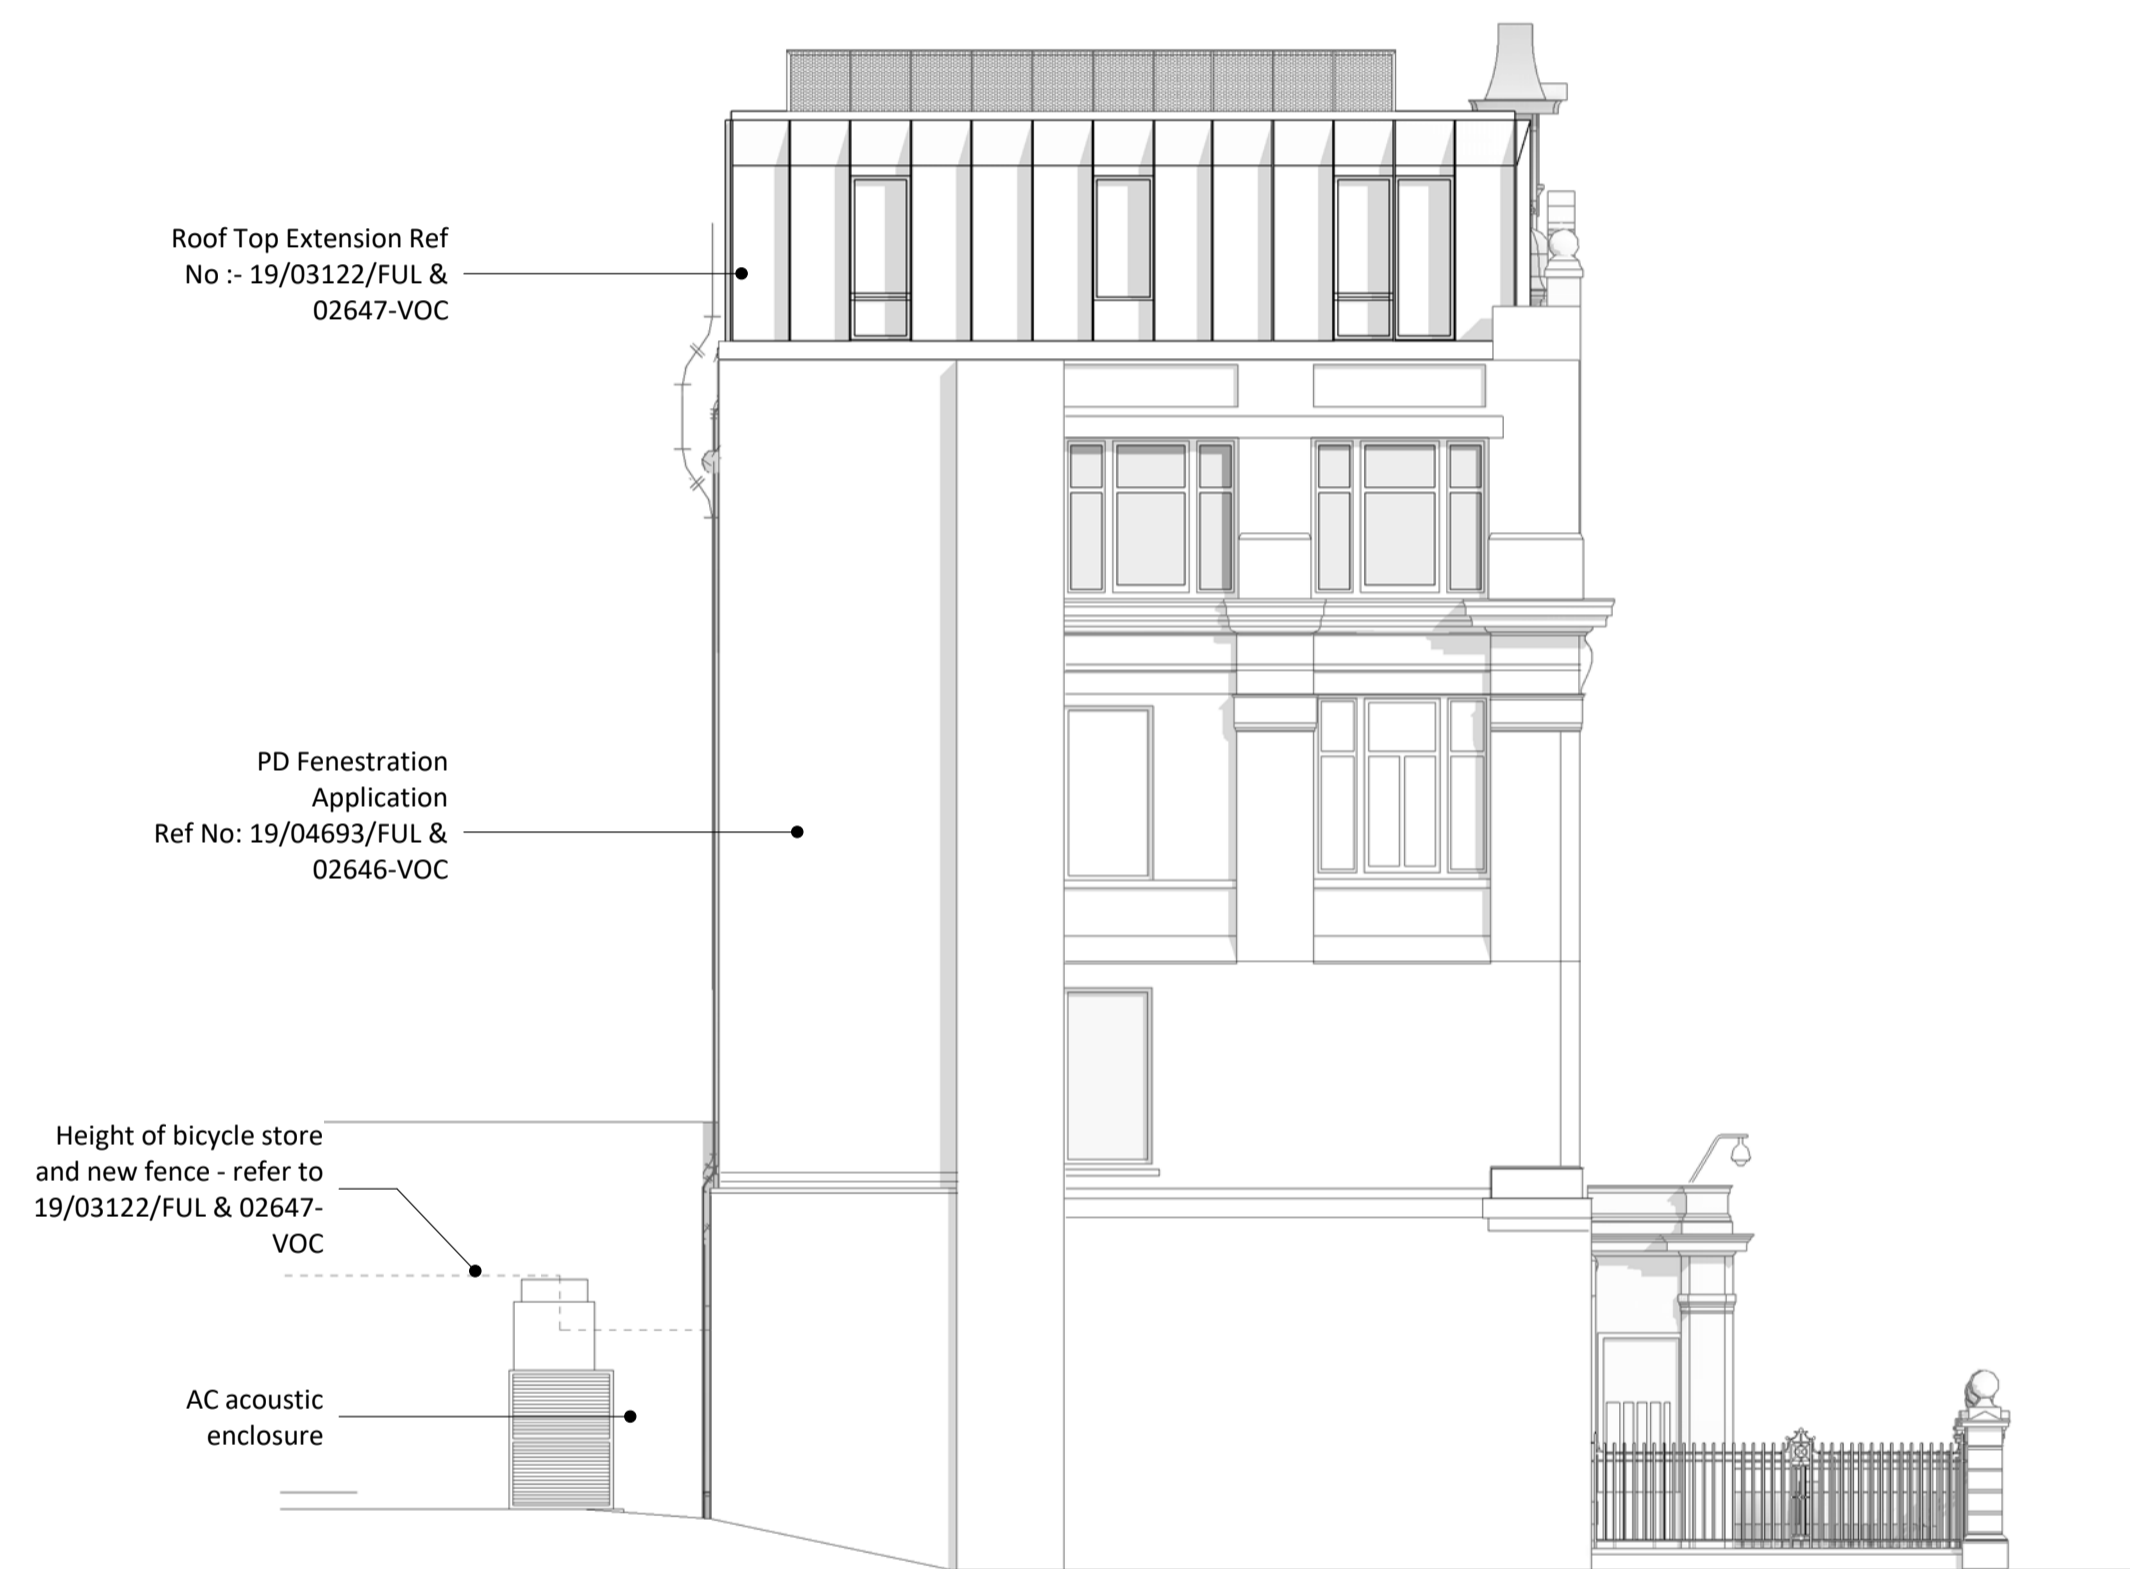 Roof Top Extension Ref
No :- 19/03122/FUL &
02647-VOC
PD Fenestration
Application
Ref No: 19/04693/FUL &
02646-VOC
Height of bicycle store
and new fence - refer to
19/03122/FUL & 02647-
VOC
AC acoustic
enclosure